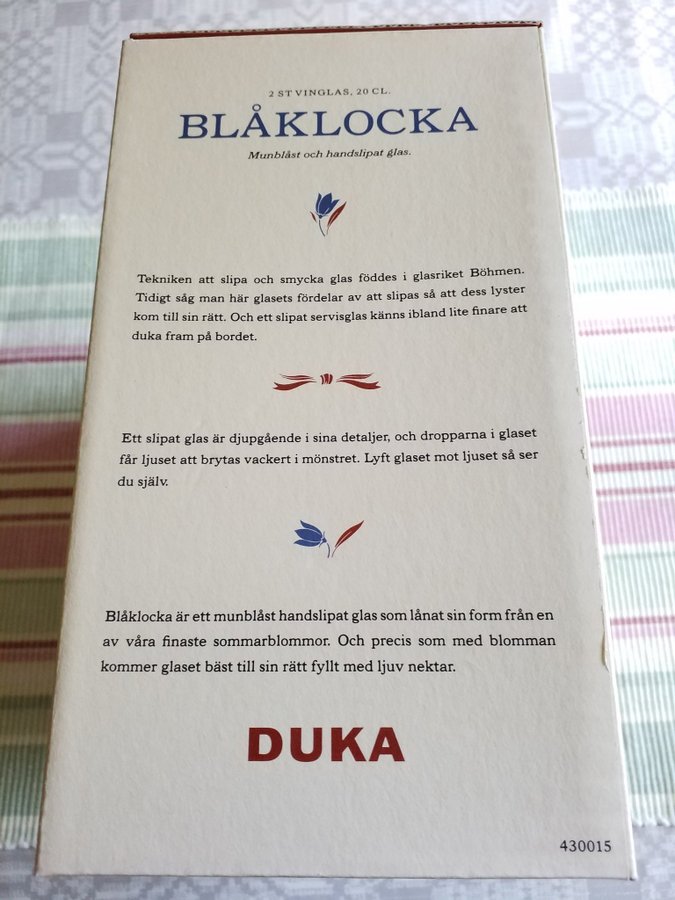 2 ST VINGLAS, 20 CL.
BLÅKLOCKA
Munblåst och handslipat glas.
Tekniken att slipa och smycka glas föddes i glasriket Böhmen.
Tidigt såg man här glasets fördelar av att slipas så att dess lyster
kom till sin rätt. Och ett slipat servisglas känns ibland lite finare att
duka fram på bordet.
Ett slipat glas är djupgående i sina detaljer, och dropparna i glaset
får ljuset att brytas vackert i mönstret. Lyft glaset mot ljuset så ser
du själv.
Blåklocka är ett munblåst handslipat glas som lånat sin form från en
av våra finaste sommarblommor. Och precis som med blomman
kommer glaset bäst till sin rätt fyllt med ljuv nektar.
DUKA
430015